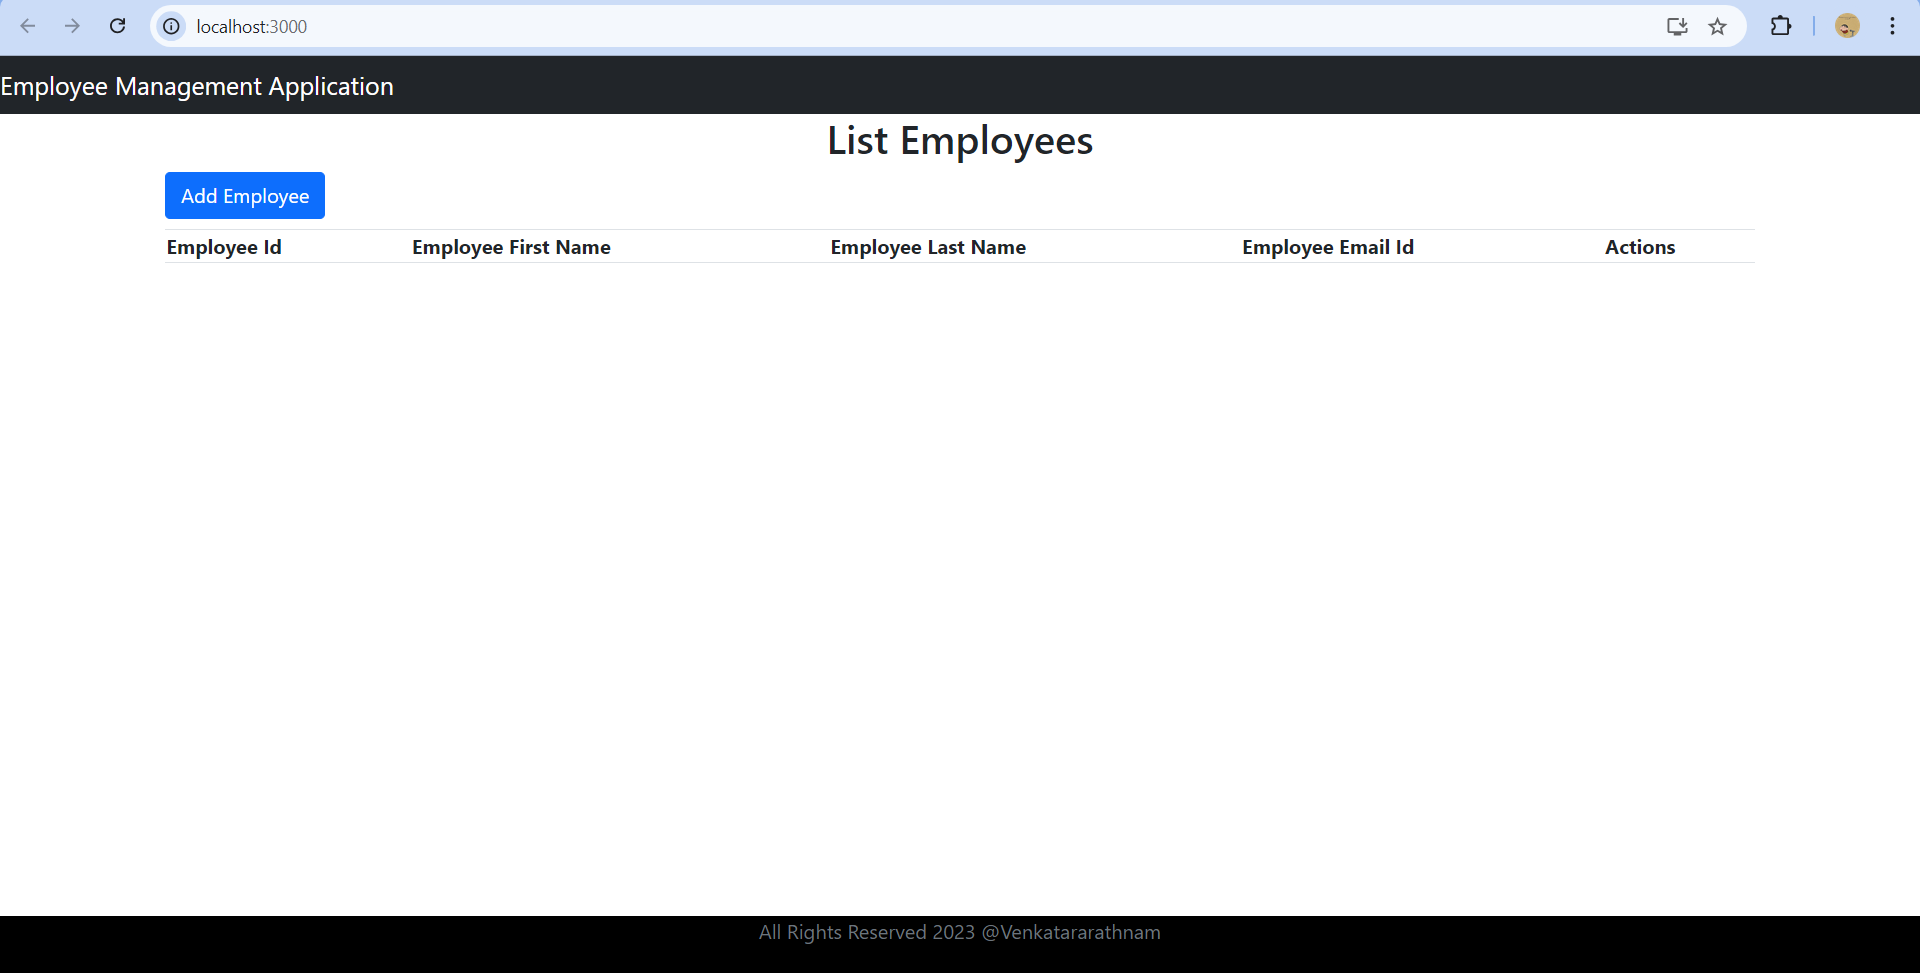 localhost:3000
Employee Management Application
List Employees
Add Employee
Employee Id Employee First Name Employee Last Name Employee Email Id Actions
All Rights Reserved 2023 @Venkatararathnam